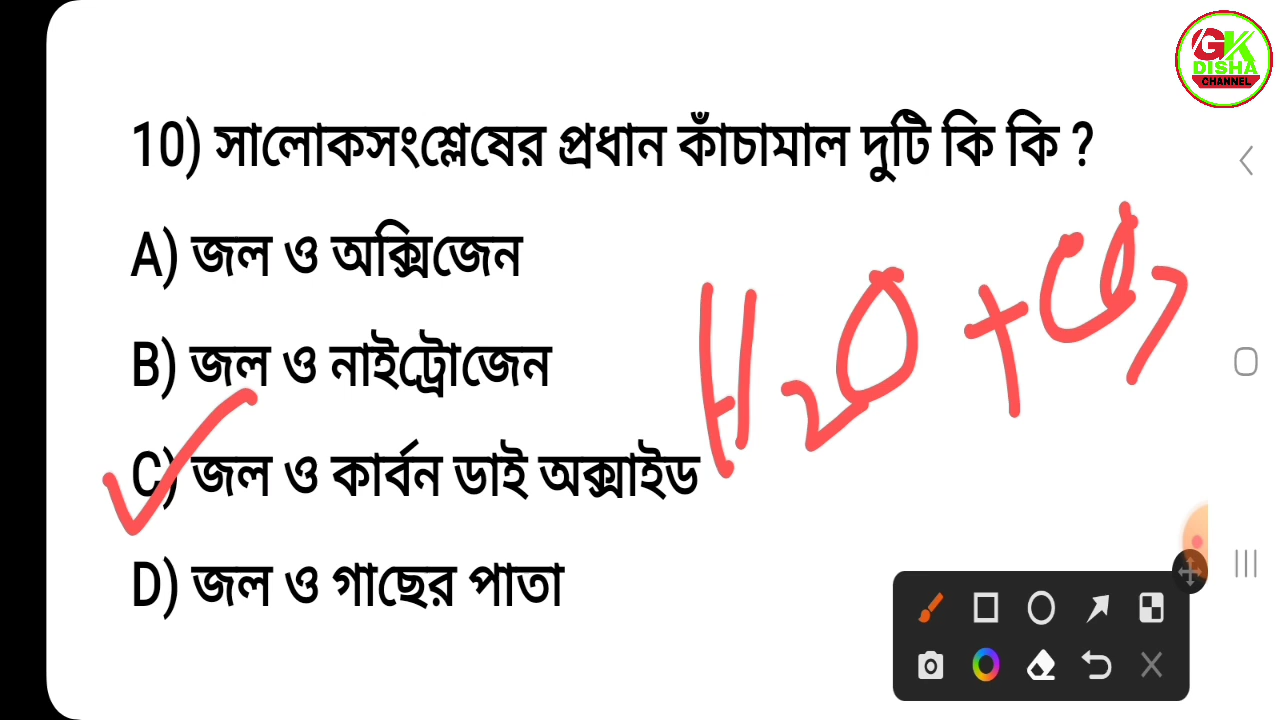 GK
DISHA
CHANNEL
10) সালোকসংশ্লেষের প্রধান কাঁচামাল দুটি কি কি ?
A) জল ও অক্সিজেন
B) জল ও নাইট্রোজেন
C) জল ও কার্বন ডাই অক্সাইড
D) জল ও গাছের পাতা
H2O + CO2